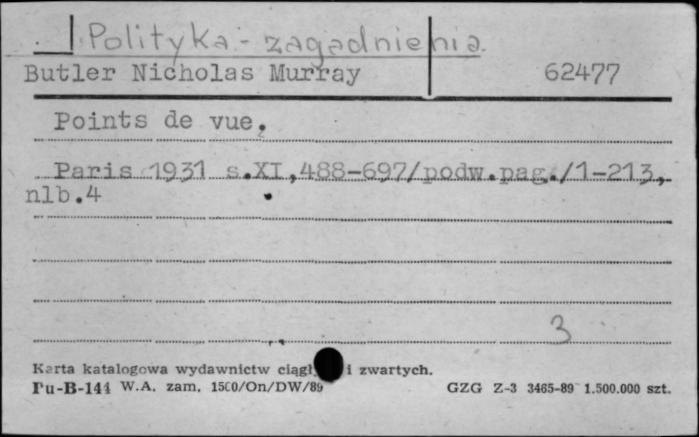 Polityka - zagadnienia.
Butler Nicholas Murray 62477
Points de vue.
Paris 1931 s.XI,488-697/podw.pag./1-213,
nlb.4
3
Karta katalogowa wydawnictw i zwartych.
Pu-B-144 W.A. zam. 1500/On/DW/89 GZG Z-3 3465-89 1.500.000 szt.